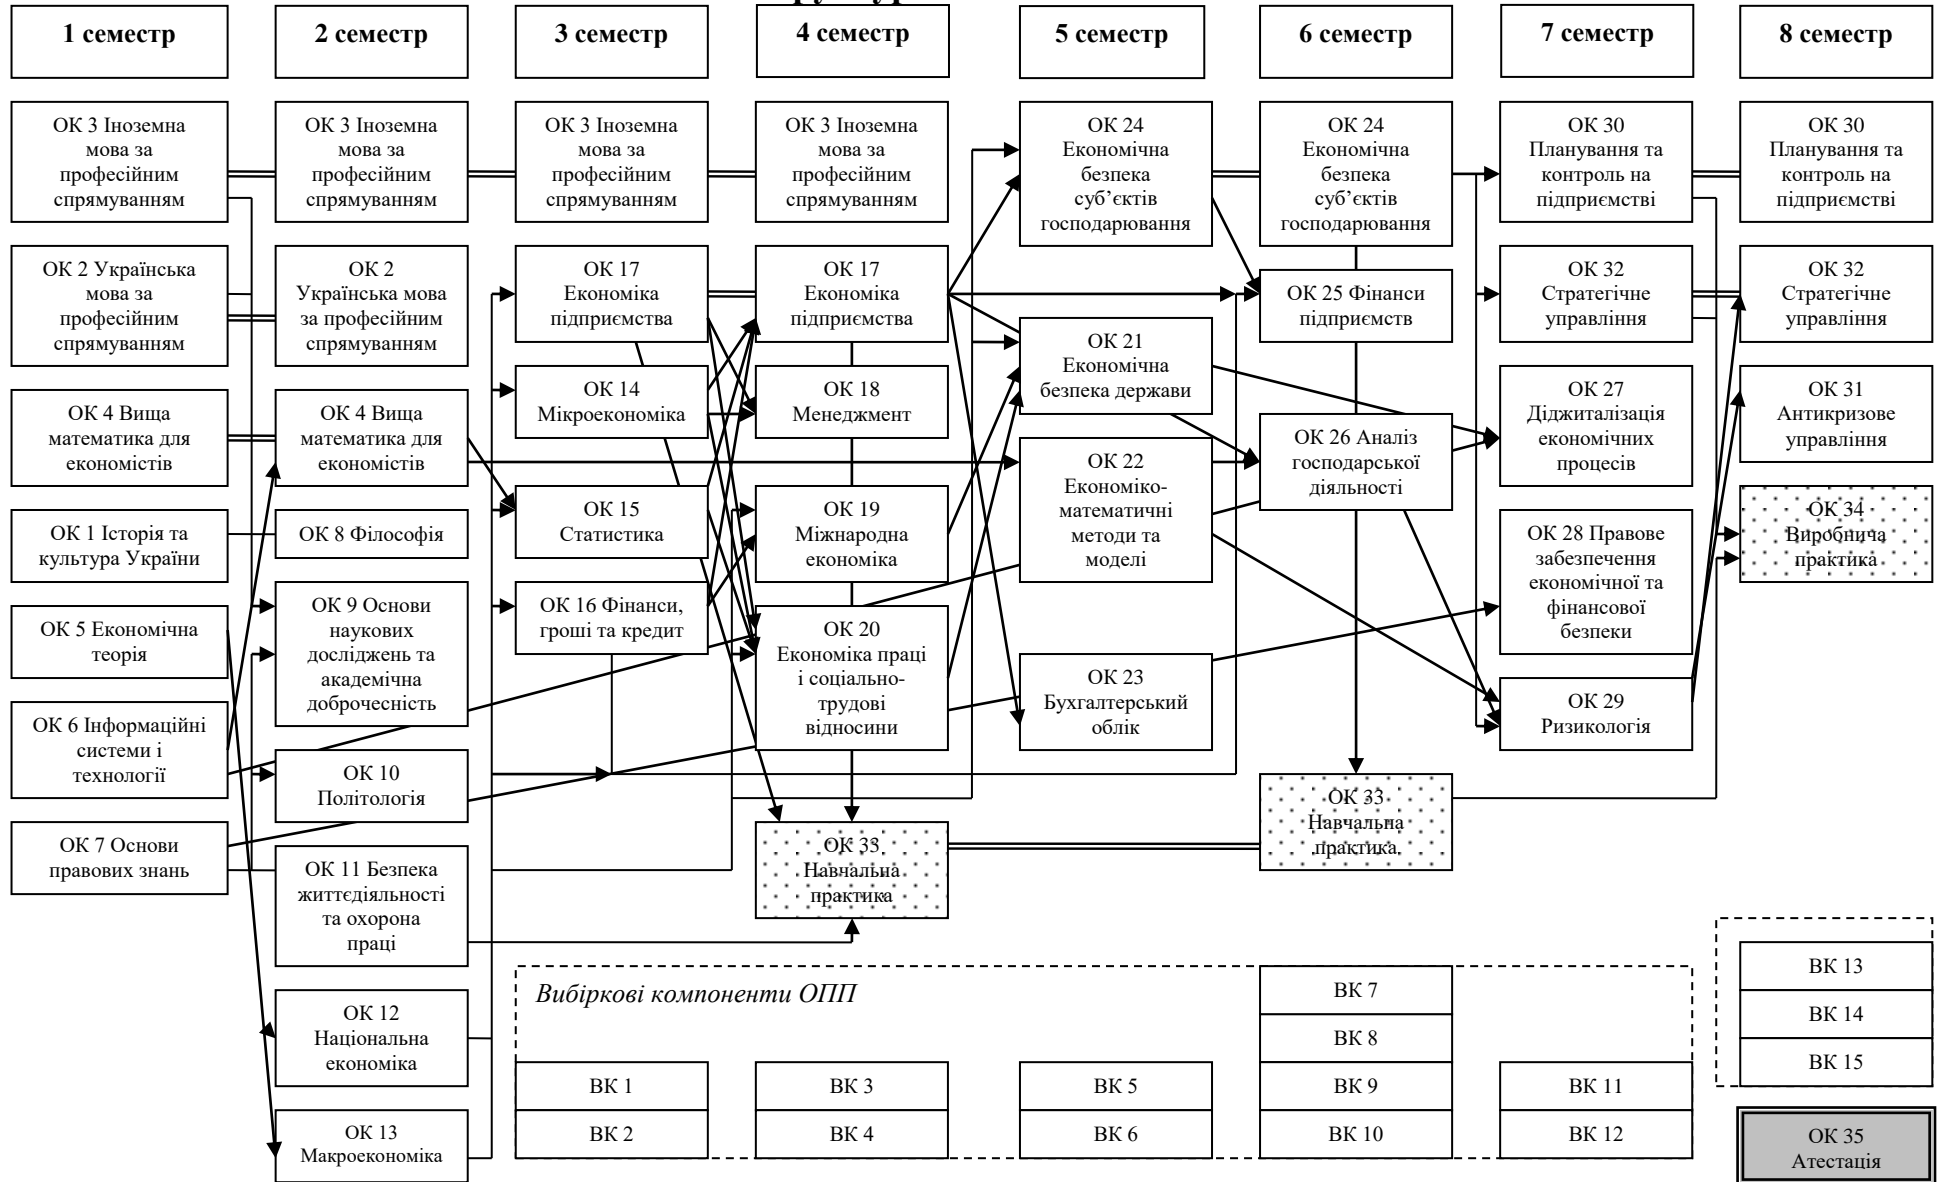 1 семестр
2 семестр
3 семестр
4 семестр
5 семестр
6 семестр
7 семестр
8 семестр
ОК 3 Іноземна
мова за
професійним
спрямуванням
ОК 2 Українська
мова за
професійним
спрямуванням
ОК 4 Вища
математика для
економістів
ОК 1 Історія та
культура України
ОК 5 Економічна
теорія
ОК 6 Інформаційні
системи і
технології
ОК 7 Основи
правових знань
ОК 3 Іноземна
мова за
професійним
спрямуванням
ОК 2
Українська мова
за професійним
спрямуванням
ОК 4 Вища
математика для
економістів
ОК 8 Філософія
ОК 9 Основи
наукових
досліджень та
академічна
доброчесність
ОК 10
Політологія
ОК 11 Безпека
життєдіяльності
та охорона
праці
ОК 12
Національна
економіка
ОК 13
Макроекономіка
ОК 3 Іноземна
мова за
професійним
спрямуванням
ОК 17
Економіка
підприємства
ОК 14
Мікроекономіка
ОК 15
Статистика
ОК 16 Фінанси,
гроші та кредит
ОК 3 Іноземна
мова за
професійним
спрямуванням
ОК 17
Економіка
підприємства
ОК 18
Менеджмент
ОК 19
Міжнародна
економіка
ОК 20
Економіка праці
і соціально-
трудові
відносини
ОК 33
Навчальна
практика
ОК 24
Економічна
безпека
суб’єктів
господарювання
ОК 21
Економічна
безпека держави
ОК 22
Економіко-
математичні
методи та
моделі
ОК 23
Бухгалтерський
облік
ОК 24
Економічна
безпека
суб’єктів
господарювання
ОК 25 Фінанси
підприємств
ОК 26 Аналіз
господарської
діяльності
ОК 33
Навчальна
практика
ОК 30
Планування та
контроль на
підприємстві
ОК 32
Стратегічне
управління
ОК 27
Діджиталізація
економічних
процесів
ОК 28 Правове
забезпечення
економічної та
фінансової
безпеки
ОК 29
Ризикологія
ОК 30
Планування та
контроль на
підприємстві
ОК 32
Стратегічне
управління
ОК 31
Антикризове
управління
ОК 34
Виробнича
практика
Вибіркові компоненти ОПП
ВК 1
ВК 2
ВК 3
ВК 4
ВК 5
ВК 6
ВК 7
ВК 8
ВК 9
ВК 10
ВК 11
ВК 12
ВК 13
ВК 14
ВК 15
ОК 35
Атестація